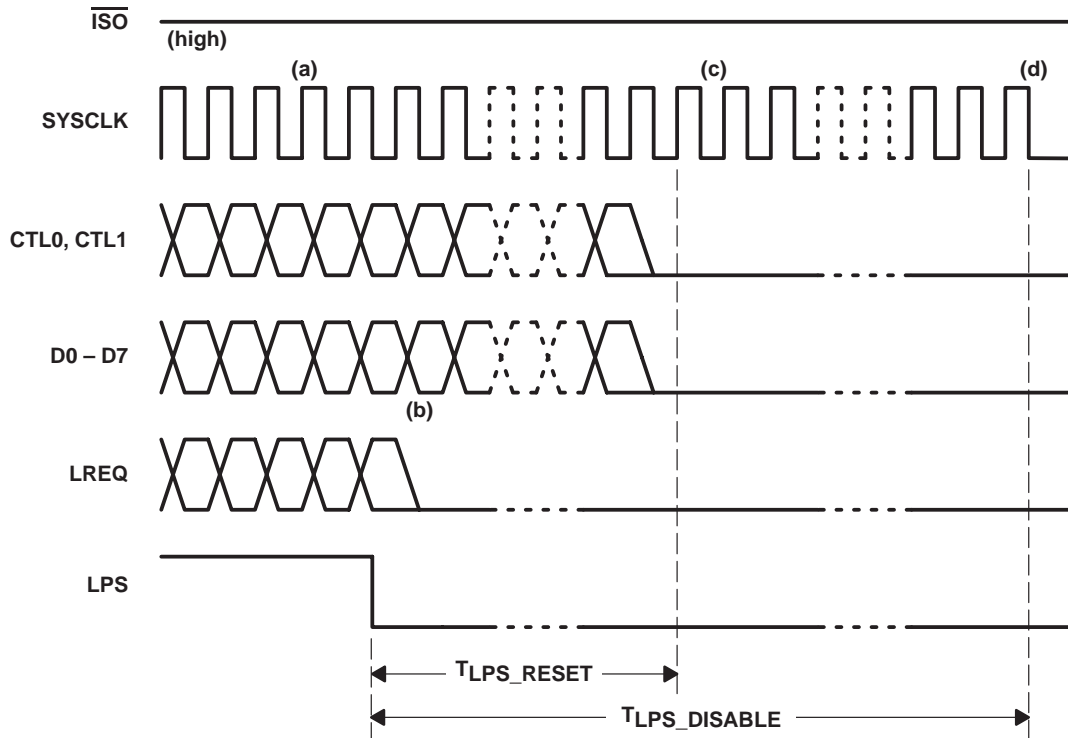 ISO
(high)
(a) (c) (d)
SYSCLK
CTL0, CTL1
D0 – D7
(b)
LREQ
LPS
TLPS_RESET
TLPS_DISABLE